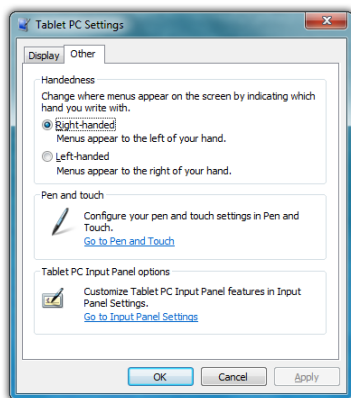 Tablet PC Settings
Display
Other
Handedness
Change where menus appear on the screen by indicating which
hand you write with.
Right-handed
Menus appear to the left of your hand.
Left-handed
Menus appear to the right of your hand.
Pen and touch
Configure your pen and touch settings in Pen and
Touch.
Go to Pen and Touch
Tablet PC Input Panel options
Customize Tablet PC Input Panel features in Input
Panel Settings.
Go to Input Panel Settings
OK
Cancel
Apply